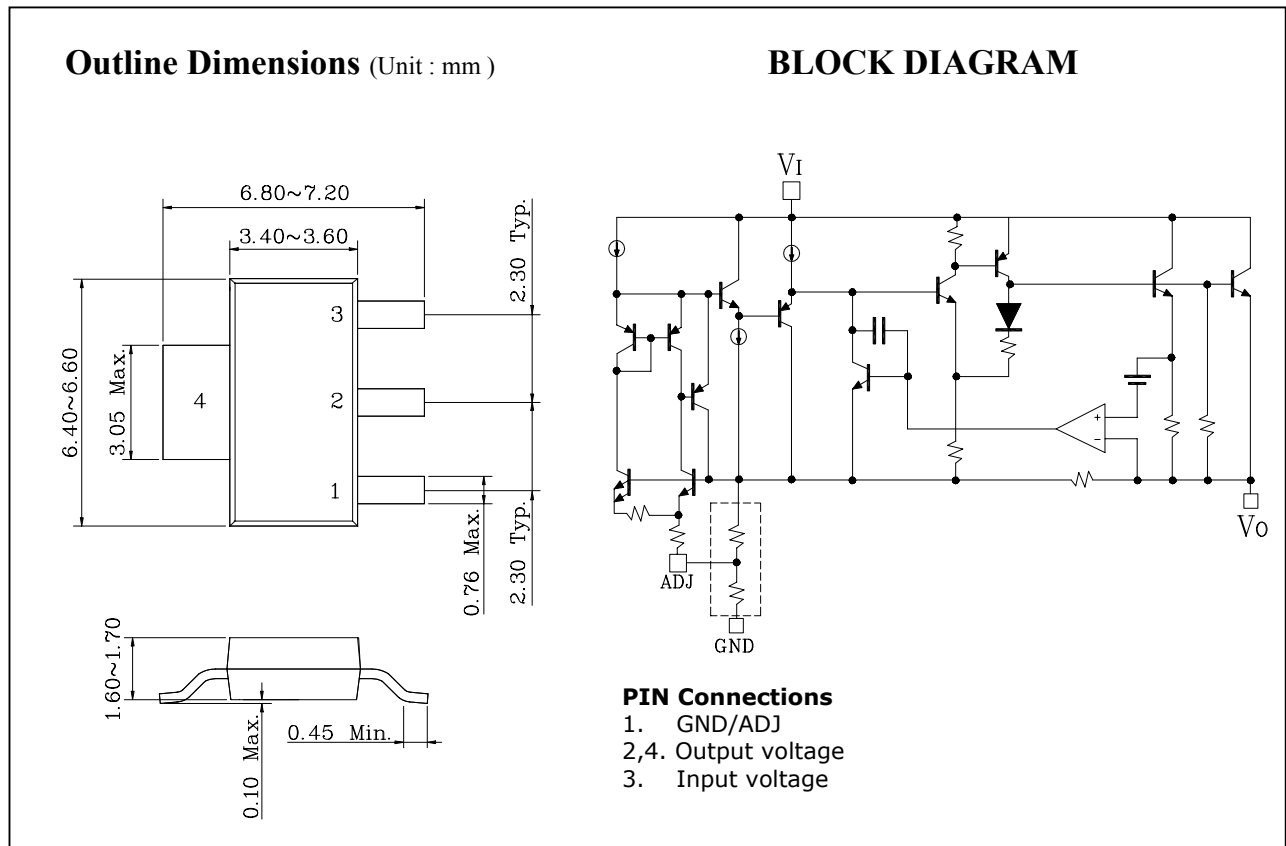 Outline Dimensions (Unit : mm )
BLOCK DIAGRAM
6.80~7.20
3.40~3.60
2.30 Typ.
3
6.40~6.60
3.05 Max.
4
2
1
0.76 Max.
2.30 Typ.
1.60~1.70
0.10 Max.
0.45 Min.
VI
+
−
VO
ADJ
GND
PIN Connections
1. GND/ADJ
2,4. Output voltage
3. Input voltage